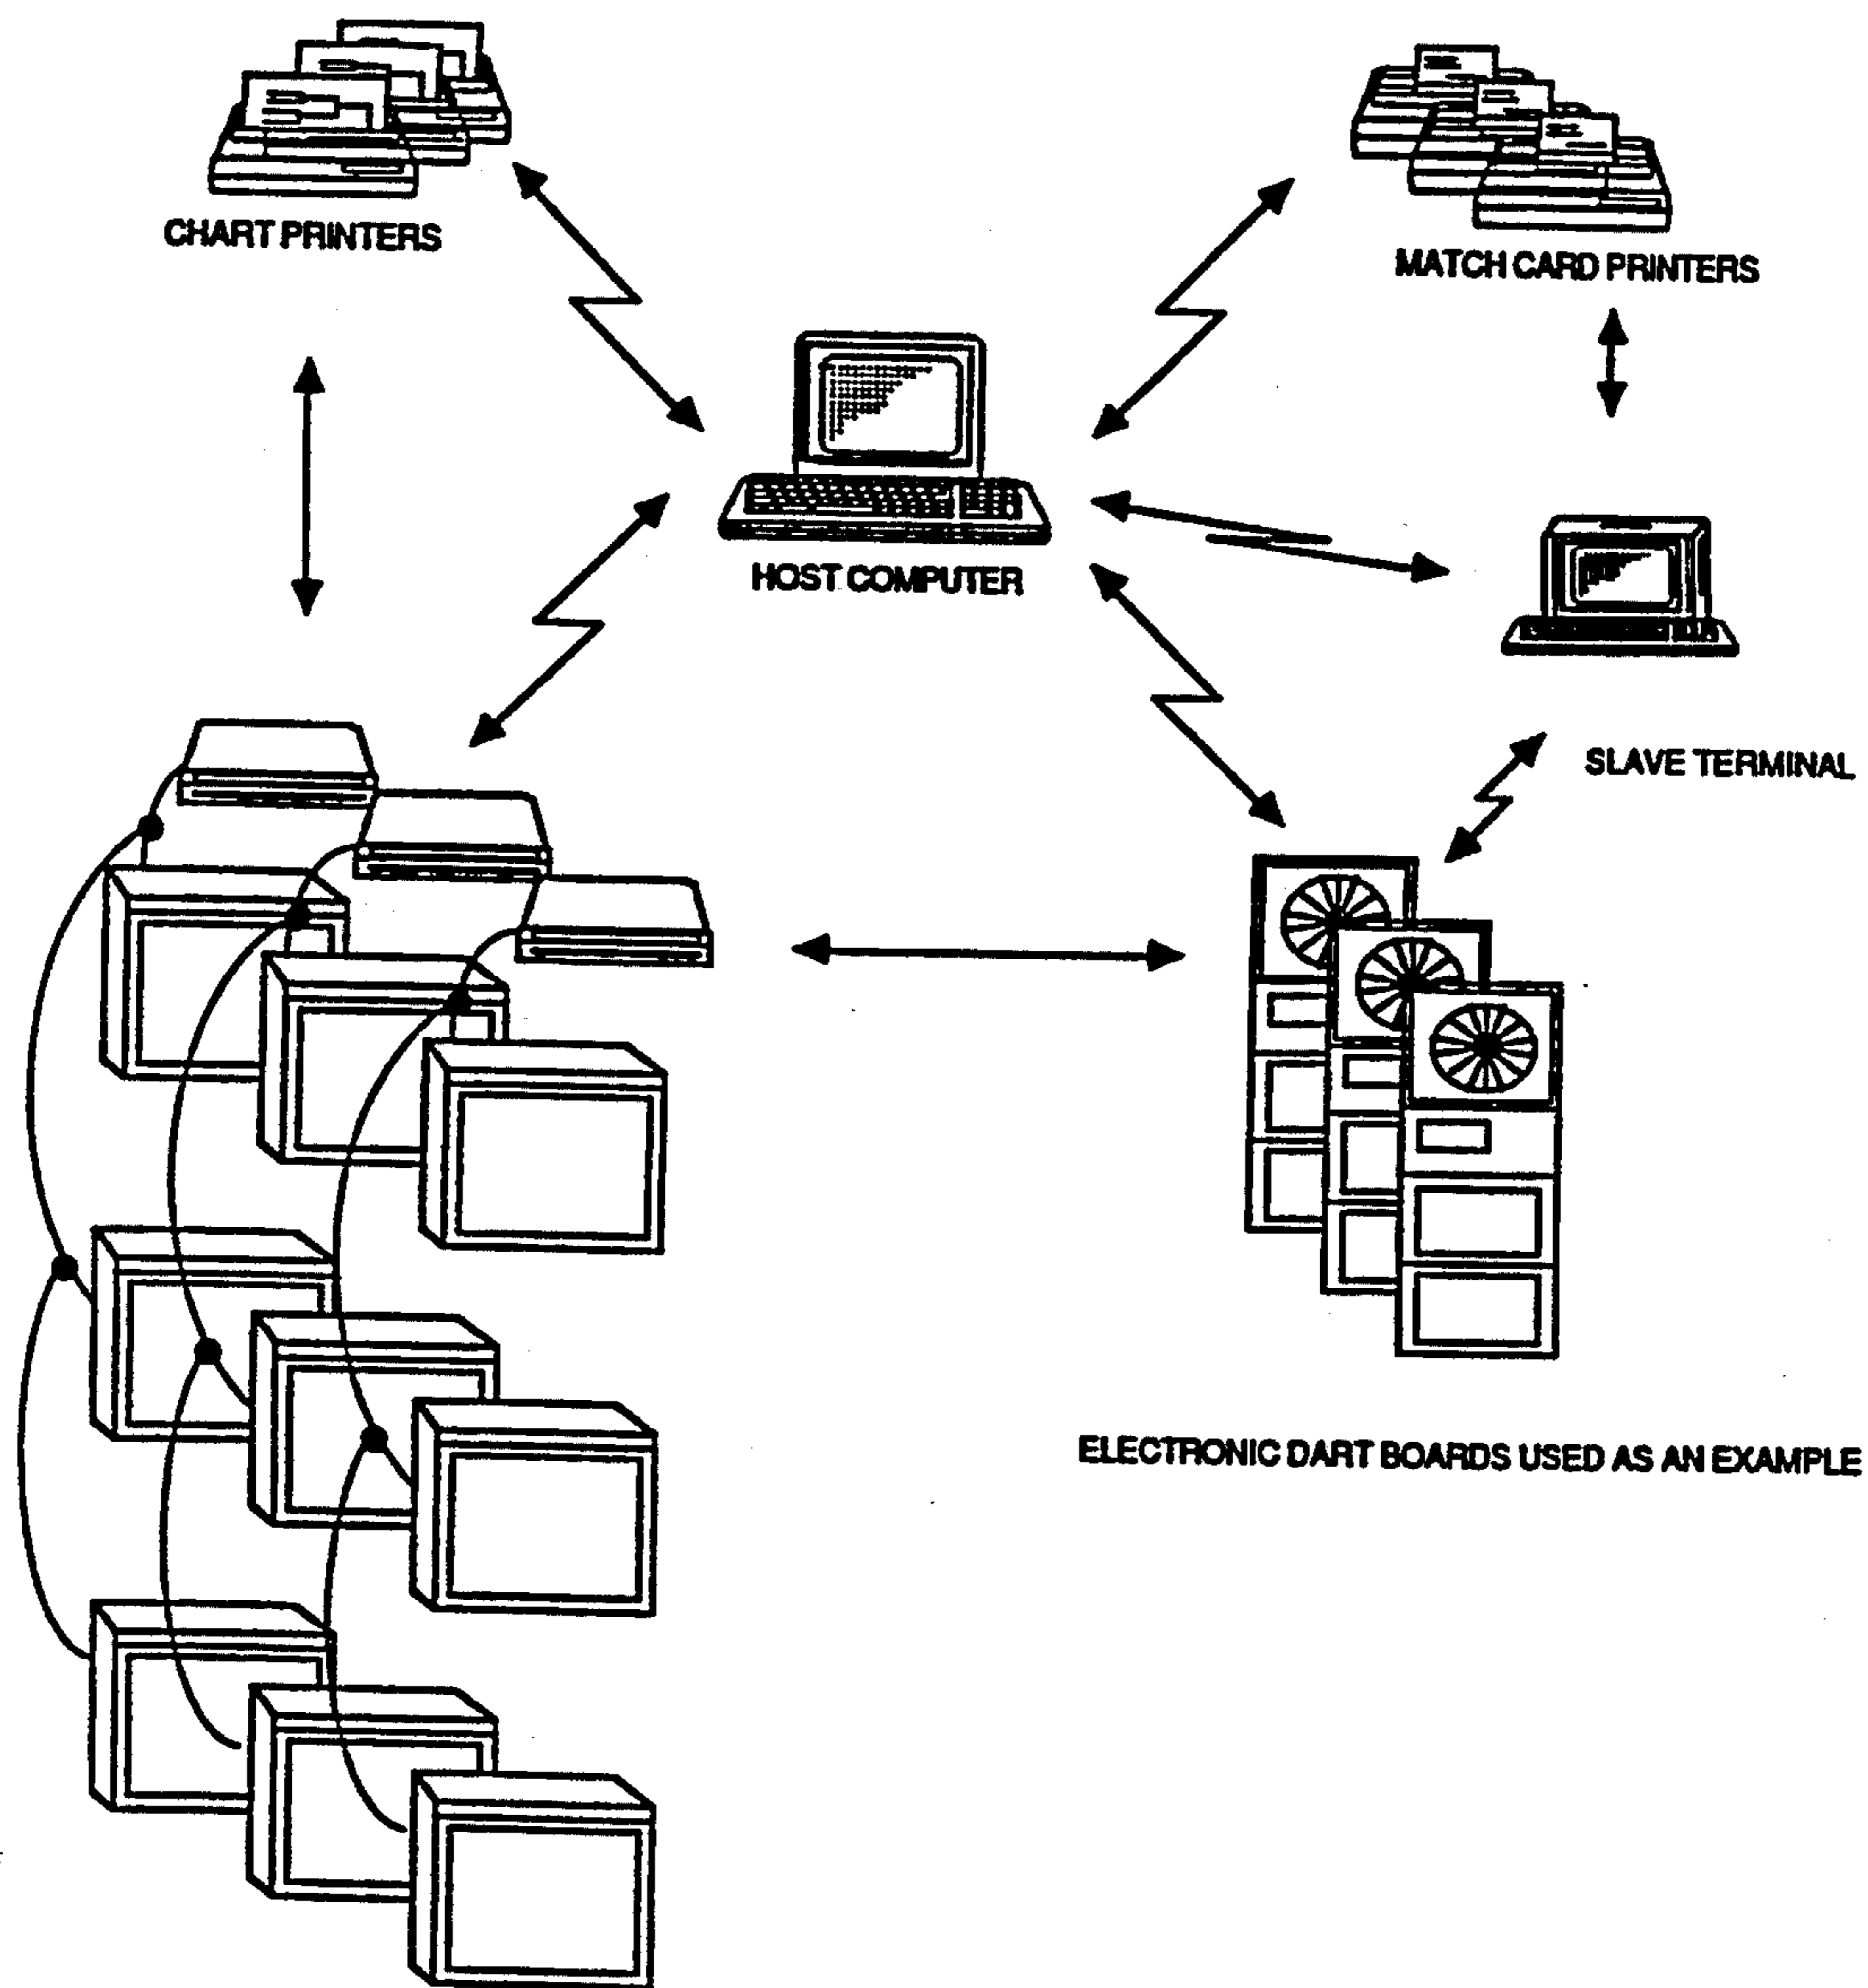 CHART PRINTERS
MATCH CARD PRINTERS
HOST COMPUTER
SLAVE TERMINAL
ELECTRONIC DART BOARDS USED AS AN EXAMPLE